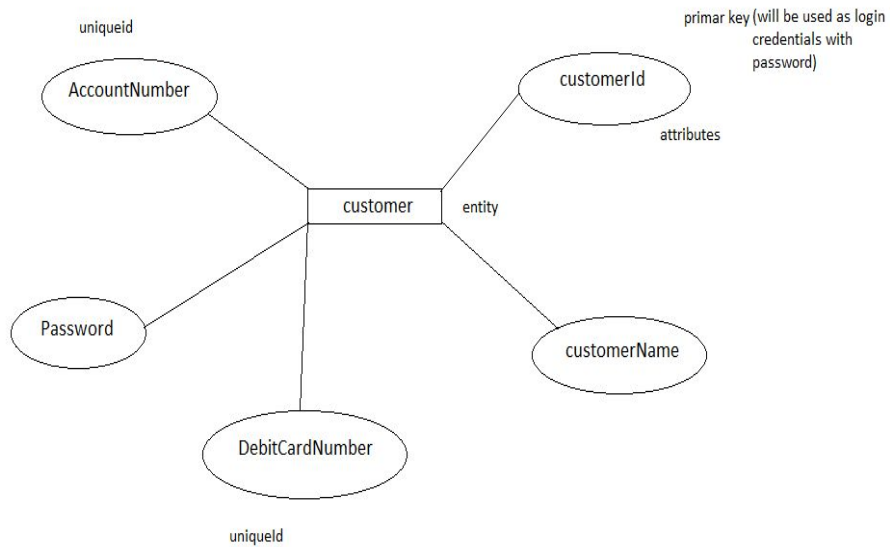 uniqueid
primar key (will be used as login
credentials with
password)
AccountNumber
customerId
attributes
customer
entity
Password
customerName
DebitCardNumber
uniqueId